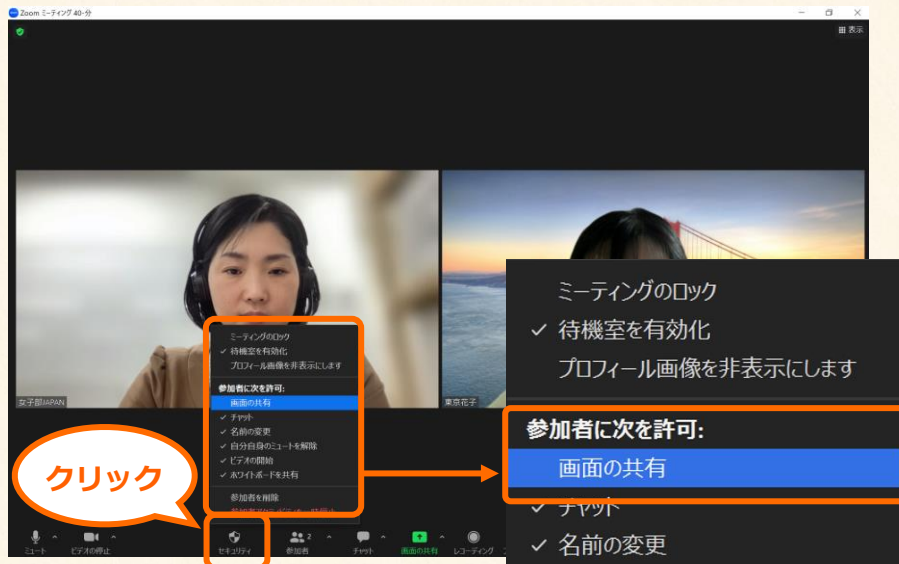 Zoom ミーティング 40-分
表示
女子部JAPAN
東京花子
ミーティングのロック
✓ 待機室を有効化
プロフィール画像を非表示にします
参加者に次を許可:
画面の共有
✓ チャット
✓ 名前の変更
✓ 自分自身のミュートを解除
✓ ビデオの開始
✓ ホワイトボードを共有
参加者を削除
クリック
ミーティングのロック
✓ 待機室を有効化
プロフィール画像を非表示にします
参加者に次を許可:
画面の共有
✓ チャット
✓ 名前の変更
ミュート
ビデオの停止
セキュリティ
参加者
2
チャット
画面の共有
レコーディング